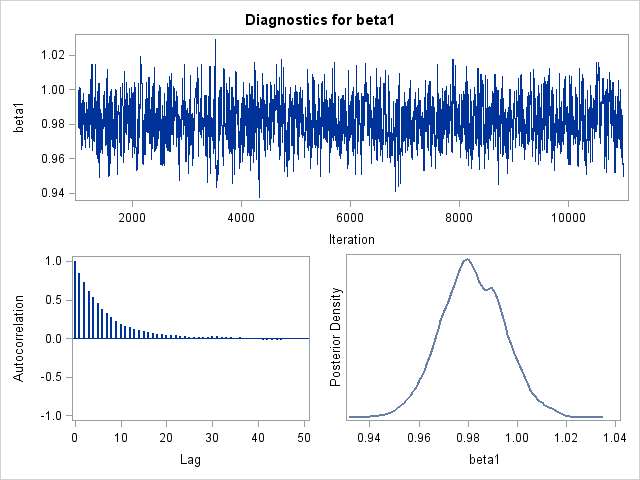 Diagnostics for beta1
1.02
1.00
0.98
0.96
0.94
beta1
2000 4000 6000 8000 10000
Iteration
1.0
0.5
0.0
-0.5
-1.0
Autocorrelation
0 10 20 30 40 50
Lag
Posterior Density
0.94 0.96 0.98 1.00 1.02 1.04
beta1